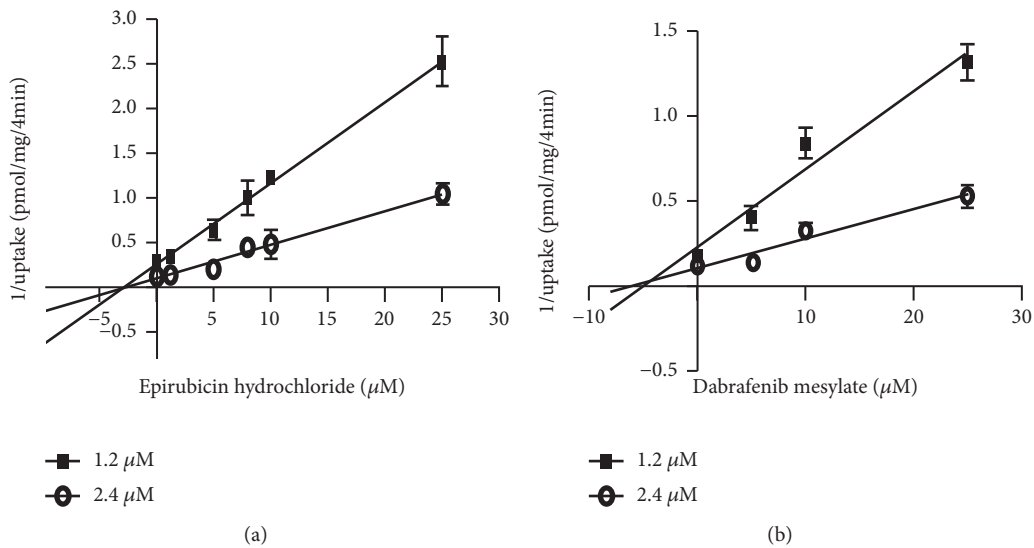 1/uptake (pmol/mg/4min)
3.0
2.5
2.0
1.5
1.0
0.5
−0.5
−5
5
10
15
20
25
30
Epirubicin hydrochloride (μM)
1.2 μM
2.4 μM
(a)
1/uptake (pmol/mg/4min)
1.5
1.0
0.5
−0.5
−10
0
10
20
30
Dabrafenib mesylate (μM)
1.2 μM
2.4 μM
(b)